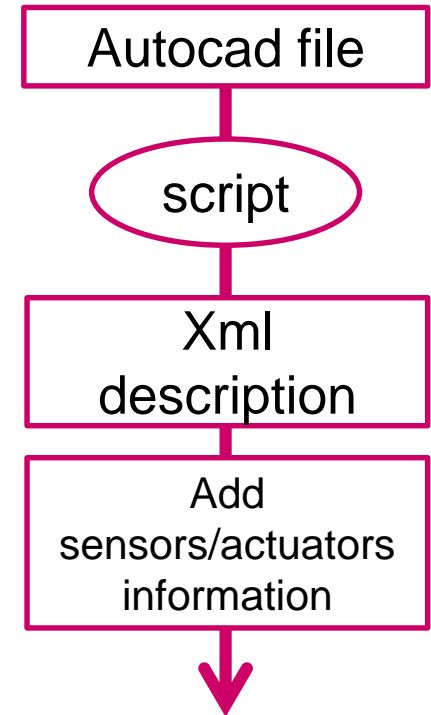 Autocad file
script
Xml
description
Add
sensors/actuators
information